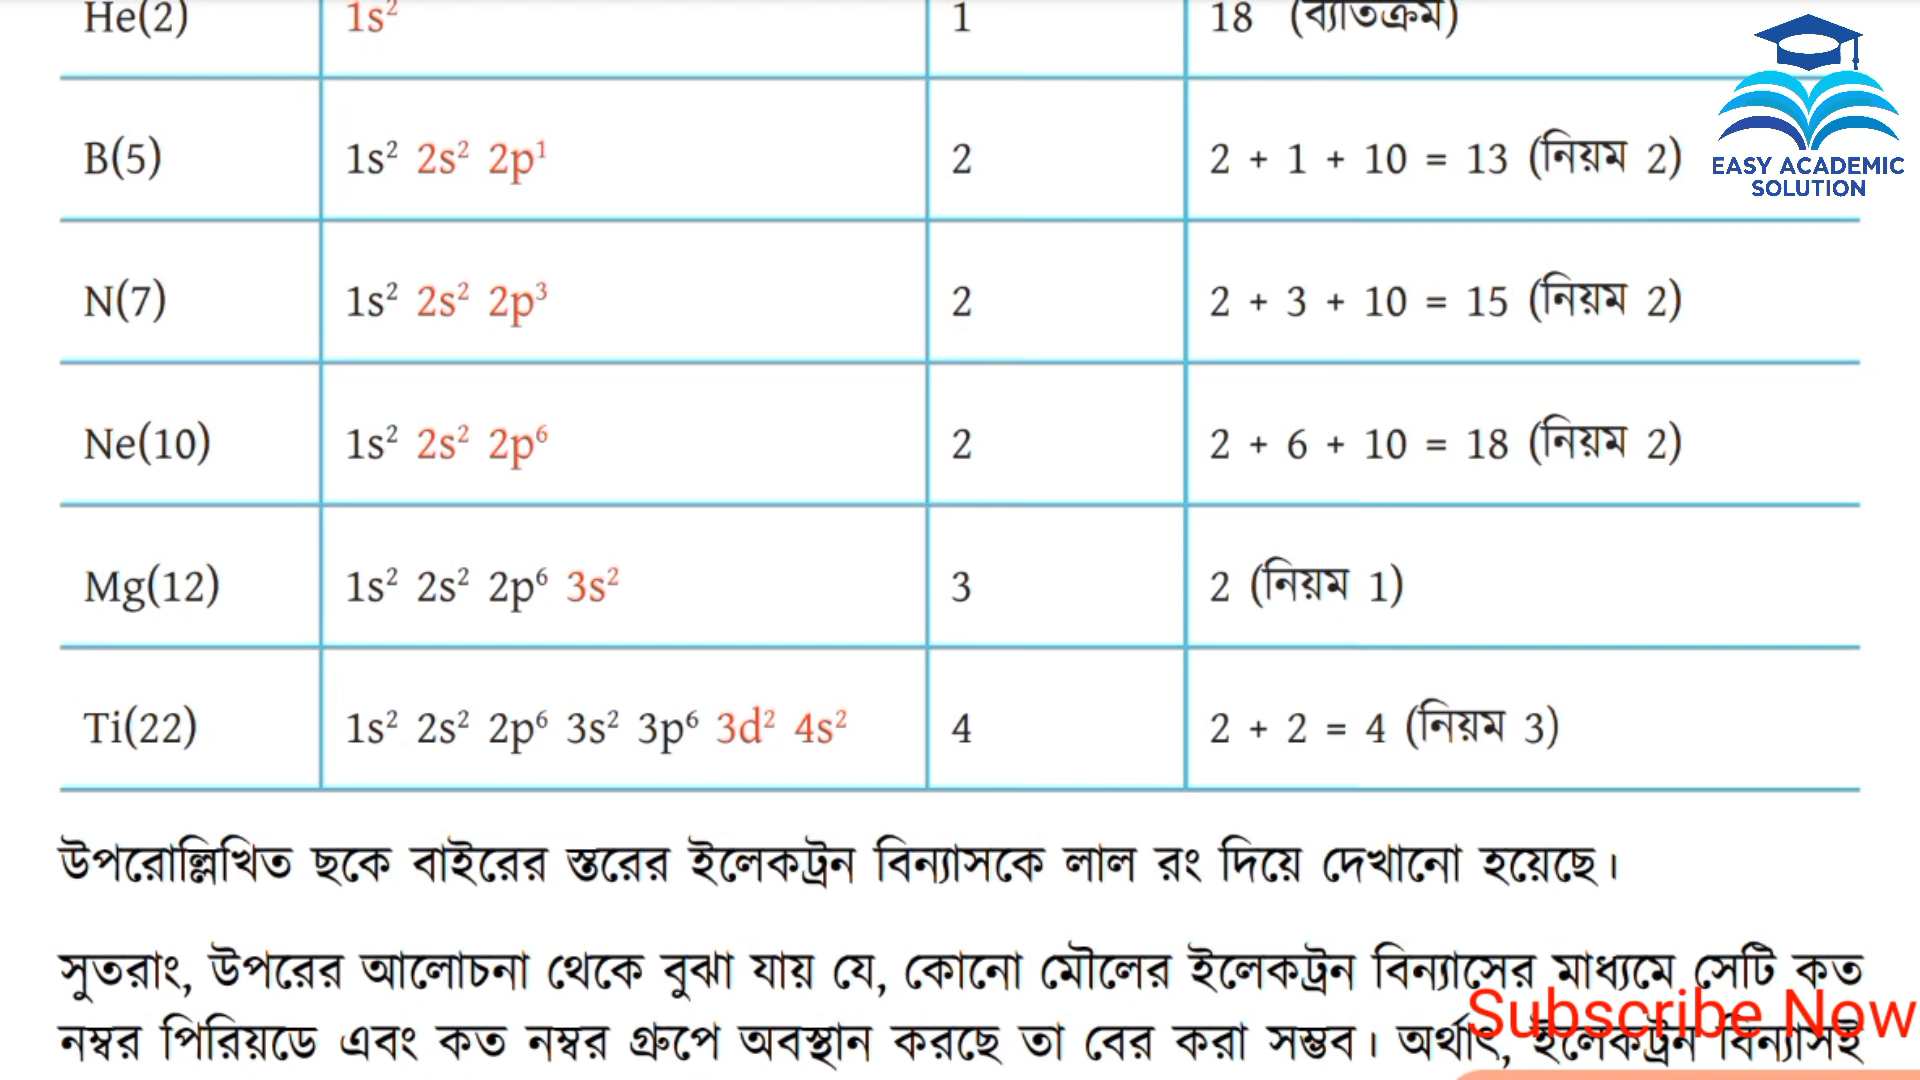 He(2) 1s² 1 18 (ব্যতিক্রম)
B(5) 1s² 2s² 2p¹ 2 2 + 1 + 10 = 13 (নিয়ম 2)
N(7) 1s² 2s² 2p³ 2 2 + 3 + 10 = 15 (নিয়ম 2)
Ne(10) 1s² 2s² 2p⁶ 2 2 + 6 + 10 = 18 (নিয়ম 2)
Mg(12) 1s² 2s² 2p⁶ 3s² 3 2 (নিয়ম 1)
Ti(22) 1s² 2s² 2p⁶ 3s² 3p⁶ 3d² 4s² 4 2 + 2 = 4 (নিয়ম 3)
EASY ACADEMIC
SOLUTION
উপরোল্লিখিত ছকে বাইরের স্তরের ইলেকট্রন বিন্যাসকে লাল রং দিয়ে দেখানো হয়েছে।
সুতরাং, উপরের আলোচনা থেকে বুঝা যায় যে, কোনো মৌলের ইলেকট্রন বিন্যাসের মাধ্যমে সেটি কত
নম্বর পিরিয়ডে এবং কত নম্বর গ্রুপে অবস্থান করছে তা বের করা সম্ভব। অর্থাৎ, ইলেকট্রন বিন্যাসই
Subscribe Now